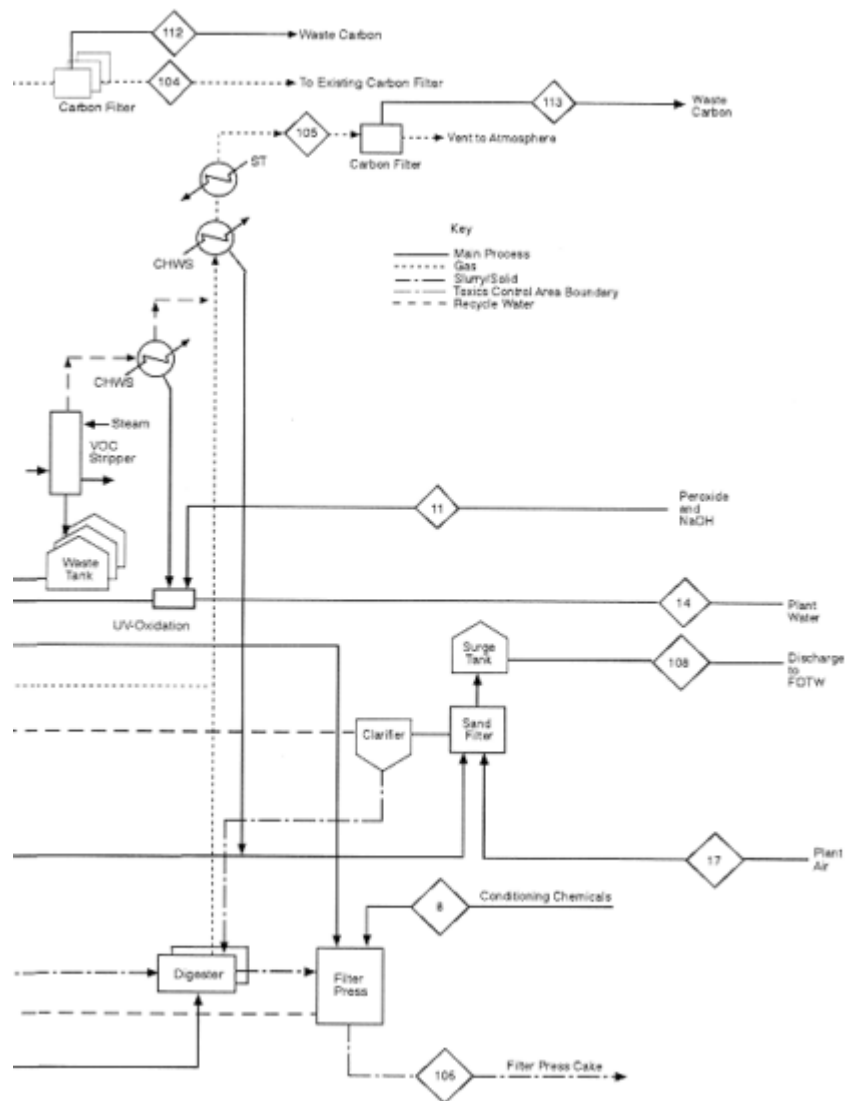 112
Waste Carbon
104
To Existing Carbon Filter
Carbon Filter
113
Waste
Carbon
105
Vent to Atmosphere
Carbon Filter
ST
CHWS
Key
Main Process
Gas
Slurry/Solid
Toxics Control Area Boundary
Recycle Water
CHWS
Steam
VOC
Stripper
11
Peroxide
and
NaOH
Waste
Tank
UV-Oxidation
14
Plant
Water
Surge
Tank
108
Discharge
to
POTW
Clarifier
Sand
Filter
17
Plant
Air
8
Conditioning Chemicals
Digester
Filter
Press
106
Filter Press Cake